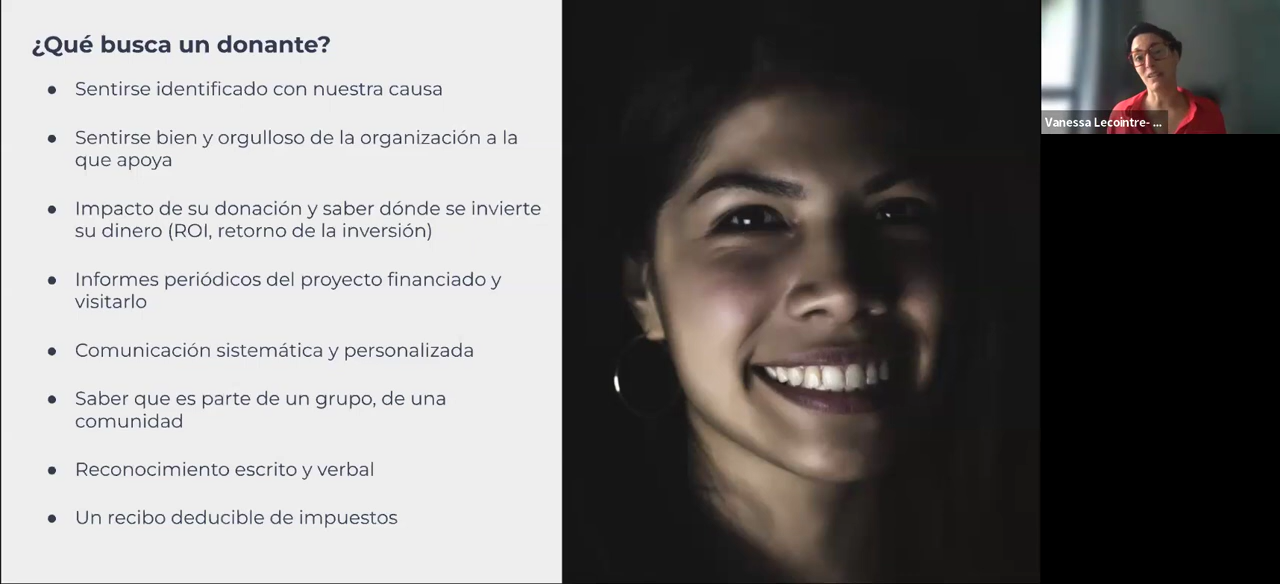 ¿Qué busca un donante?
● Sentirse identificado con nuestra causa
● Sentirse bien y orgulloso de la organización a la
que apoya
● Impacto de su donación y saber dónde se invierte
su dinero (ROI, retorno de la inversión)
● Informes periódicos del proyecto financiado y
visitarlo
● Comunicación sistemática y personalizada
● Saber que es parte de un grupo, de una
comunidad
● Reconocimiento escrito y verbal
● Un recibo deducible de impuestos
Vanessa Lecointre- ...